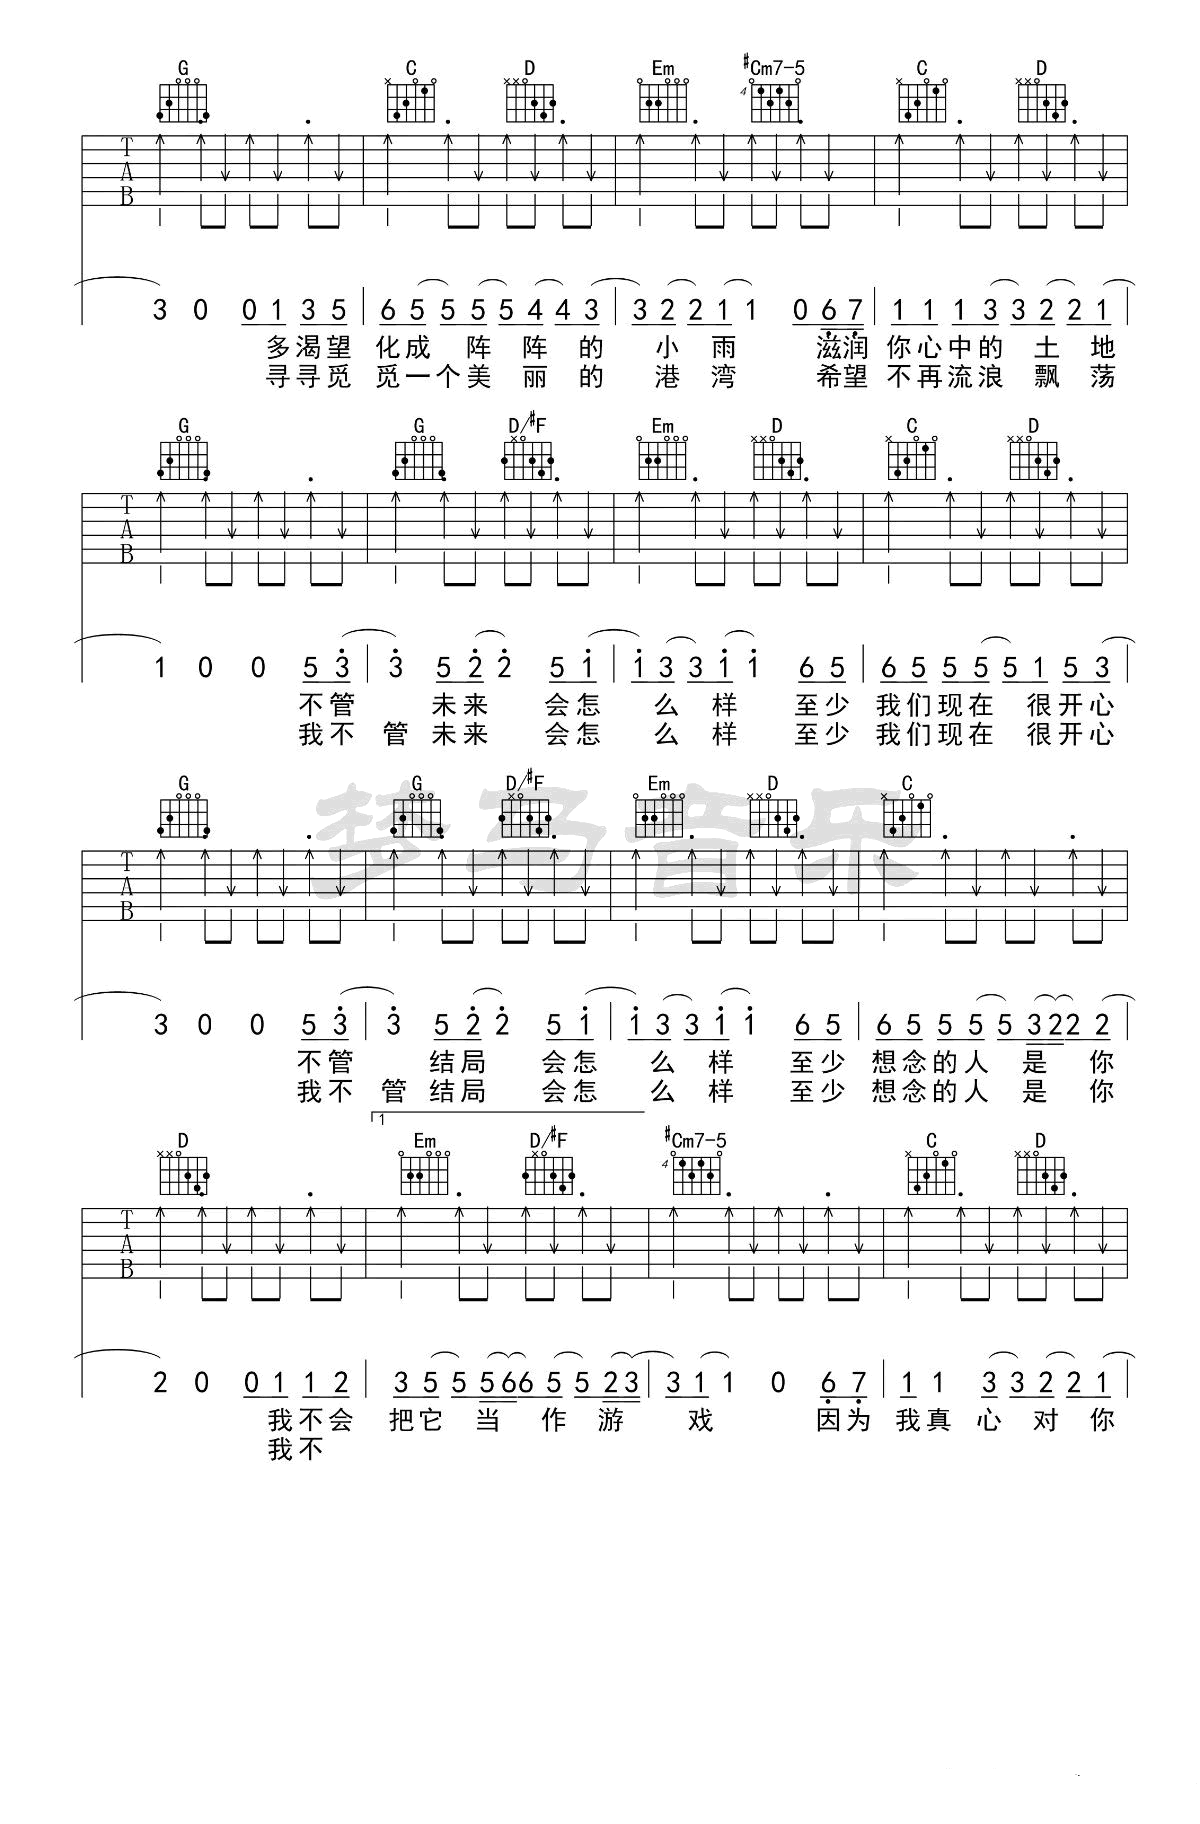 G C D Em #Cm7-5 C D
4
T
A
B
3 0 0 1 3 5 6 5 5 5 5 4 4 3 3 2 2 1 1 0 6 7 1 1 1 3 3 2 2 1
多渴望 化成 阵 阵 的 小 雨 滋润 你心中的 土 地
寻寻觅 觅一个美 丽 的 港 湾 希望 不再流浪 飘 荡
G G D/#F Em D C D
T
A
B
1 0 0 5 3 3 5 2 2 5 1 1 3 3 1 1 6 5 6 5 5 5 5 1 5 3
不管 未来 会怎 么 样 至少 我们现在 很开心
我不 管未来 会怎 么 样 至少 我们现在 很开心
梦马音乐
G G D/#F Em D C
T
A
B
3 0 0 5 3 3 5 2 2 5 1 1 3 3 1 1 6 5 6 5 5 5 5 3 2 2 2
不管 结局 会怎 么 样 至少 想念的人 是 你
我不 管 结局 会怎 么 样 至少 想念的人 是 你
1
D Em D/#F #Cm7-5 C D
4
T
A
B
2 0 0 1 1 2 3 5 5 5 6 6 5 5 2 3 3 1 1 0 6 7 1 1 3 3 2 2 1
我不会 把它 当 作 游 戏 因为 我真 心 对 你
我不